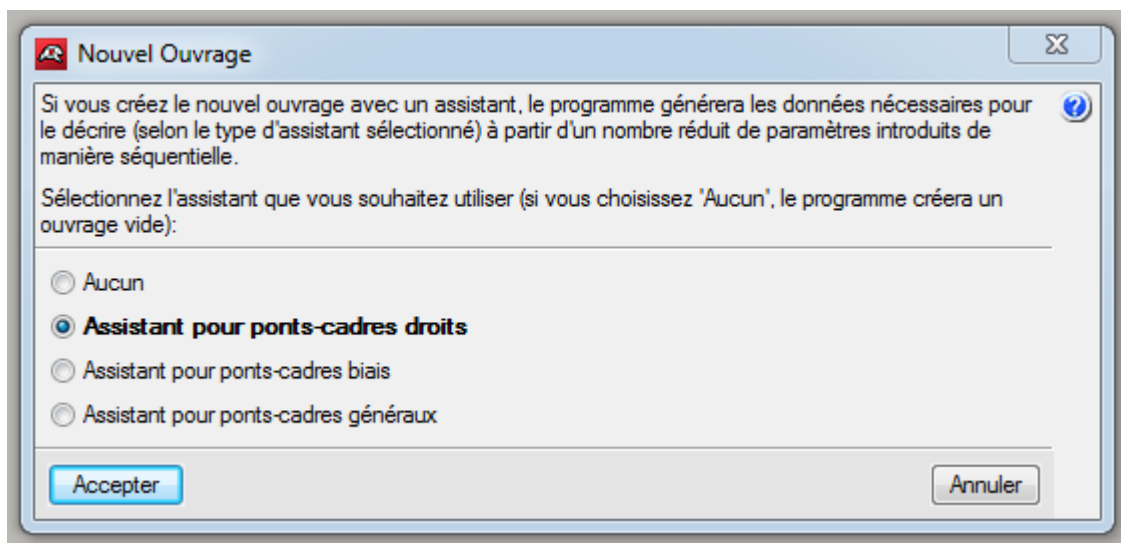 Nouvel Ouvrage
Si vous créez le nouvel ouvrage avec un assistant, le programme générera les données nécessaires pour
le décrire (selon le type d'assistant sélectionné) à partir d'un nombre réduit de paramètres introduits de
manière séquentielle.
Sélectionnez l'assistant que vous souhaitez utiliser (si vous choisissez 'Aucun', le programme créera un
ouvrage vide):
Aucun
Assistant pour ponts-cadres droits
Assistant pour ponts-cadres biais
Assistant pour ponts-cadres généraux
Accepter
Annuler